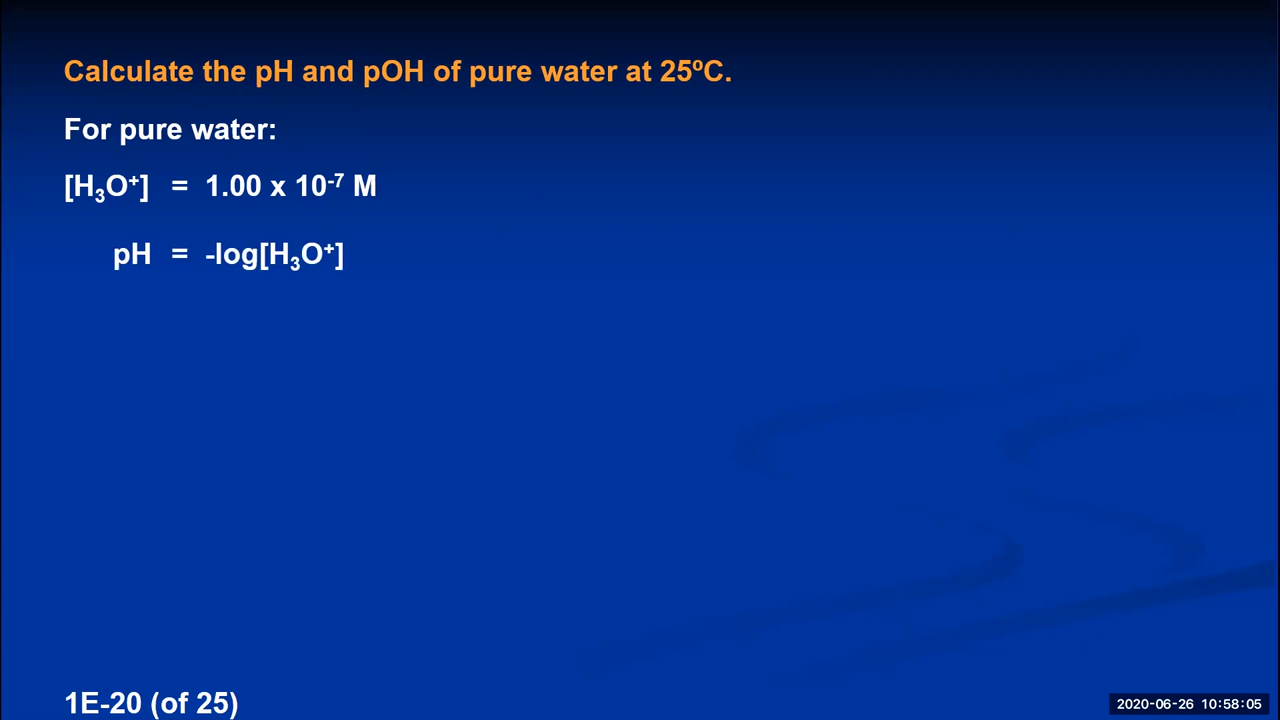 Calculate the pH and pOH of pure water at 25ºC.
For pure water:
[H₃O⁺] = 1.00 x 10⁻⁷ M
pH = -log[H₃O⁺]
1E-20 (of 25)
2020-06-26 10:58:05